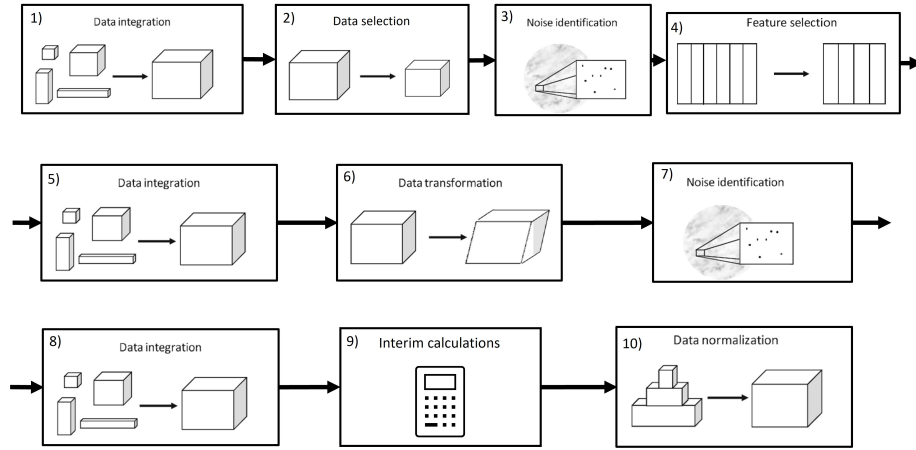 1) Data integration
2) Data selection
3) Noise identification
4) Feature selection
5) Data integration
6) Data transformation
7) Noise identification
8) Data integration
9) Interim calculations
10) Data normalization